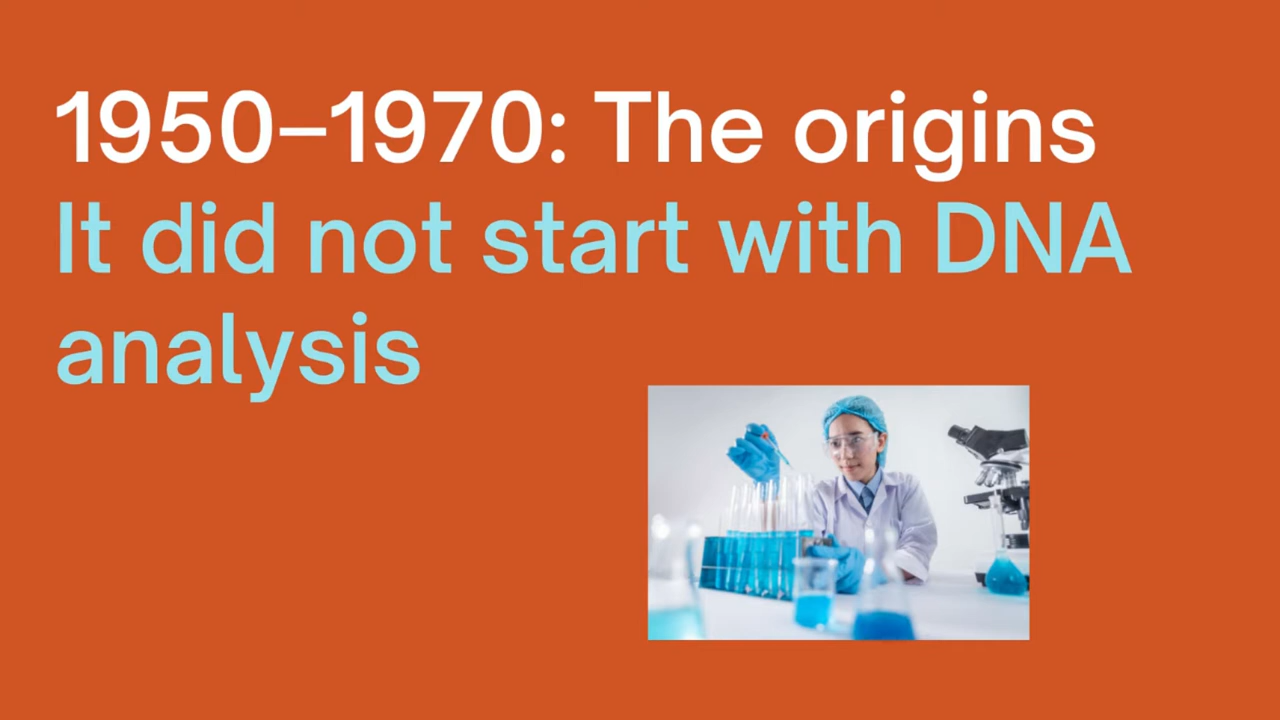 1950–1970: The origins
It did not start with DNA
analysis